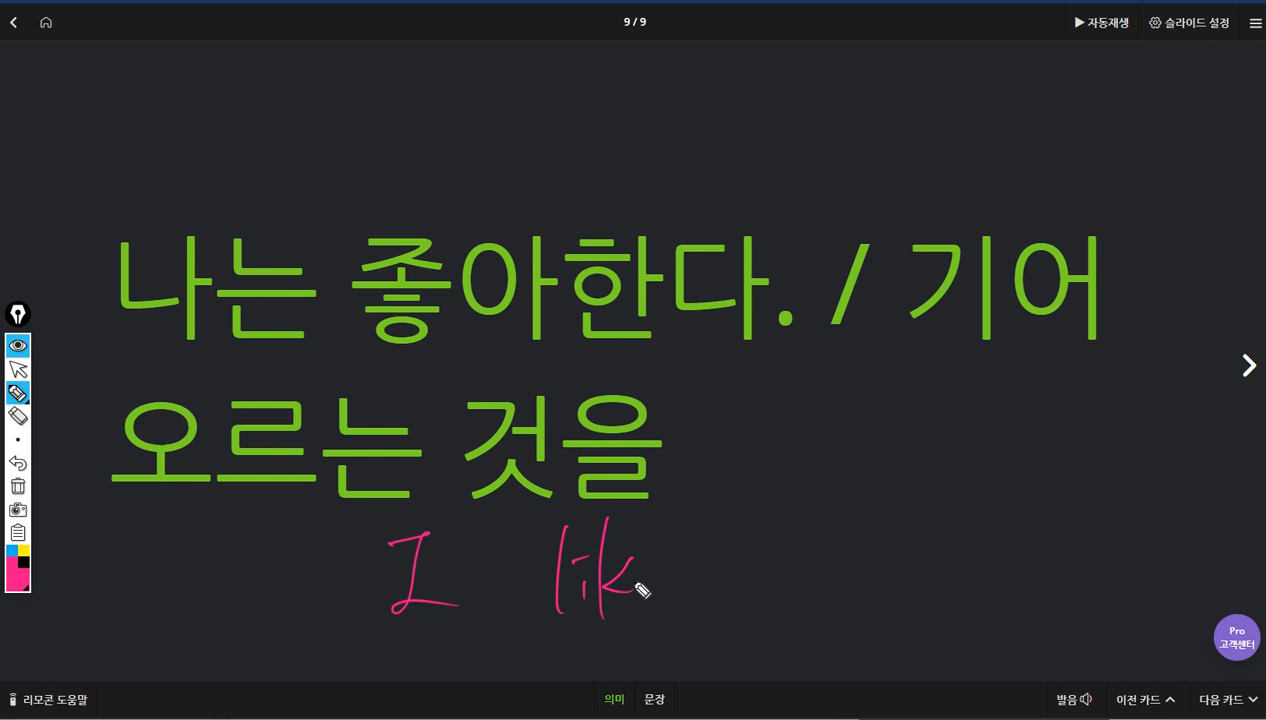 9 / 9
자동재생
슬라이드 설정
나는 좋아한다. / 기어
오르는 것을
I lik
Pro
고객센터
리모콘 도움말
의미
문장
발음
이전 카드
다음 카드